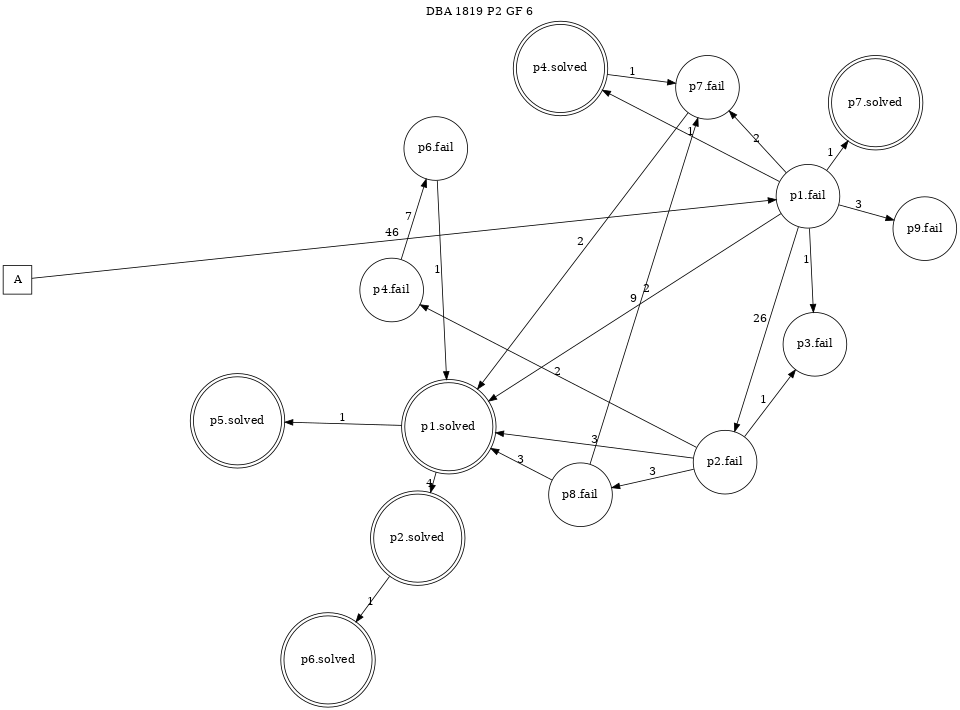 DBA 1819 P2 GF 6
p4.solved
1
p7.fail
p7.solved
1
2
1
p6.fail
p1.fail
3
7
46
p9.fail
2
1
1
A
p4.fail
2
9
26
p3.fail
2
1
p5.solved
1
p1.solved
3
p2.fail
3
3
4
p8.fail
p2.solved
1
p6.solved